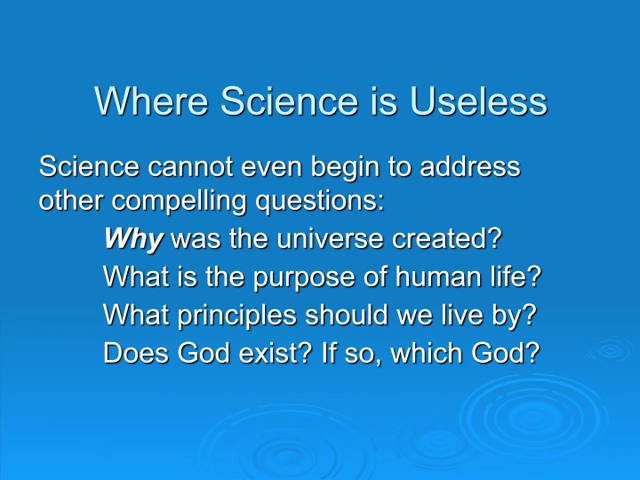 Where Science is Useless
Science cannot even begin to address
other compelling questions:
Why was the universe created?
What is the purpose of human life?
What principles should we live by?
Does God exist? If so, which God?